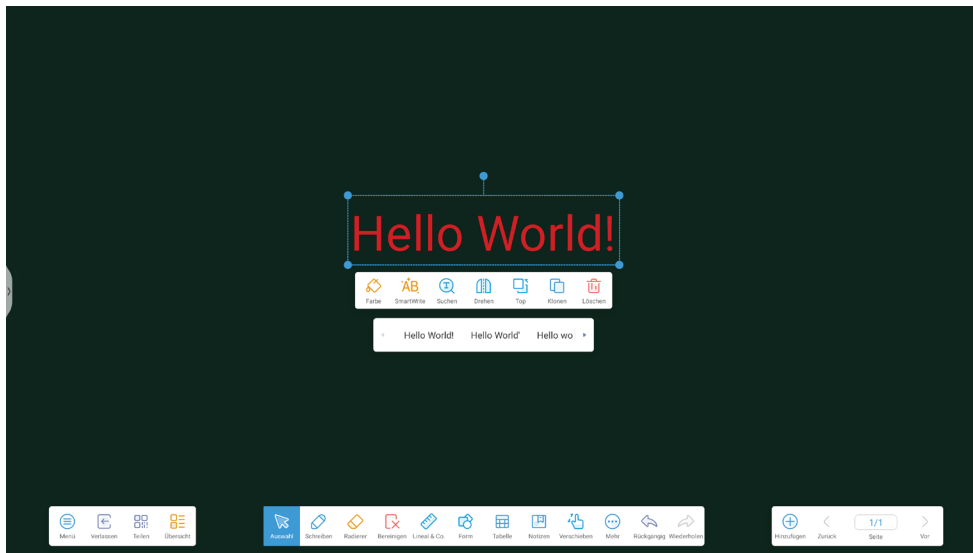 Hello World!
Farbe SmartWrite Suchen Drehen Top Klonen Löschen
Hello World! Hello World' Hello wo
Menü Verlassen Teilen Übersicht Auswahl Schreiben Radierer Bereinigen Lineal & Co. Form Tabelle Notizen Verschieben Mehr Rückgängig Wiederholen Hinzufügen Zurück 1/1 Seite Vor